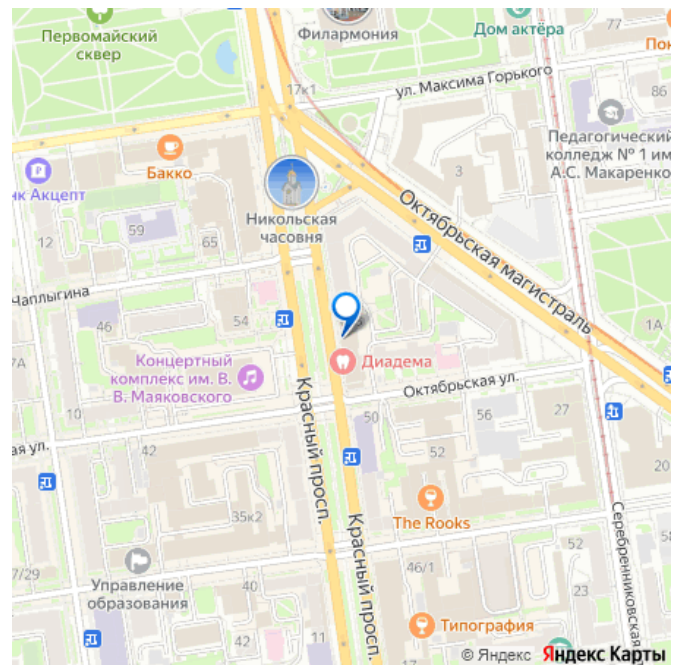 Первомайский
сквер
Филармония
Дом актёра
77
Пок
17к1
ул. Максима Горького
86
Бакко
Педагогический
колледж № 1 им
А.С. Макаренко
3
нк Акцепт
Никольская
часовня
Октябрьская магистраль
59
12
65
Чаплыгина
54
46
1А
7А
Концертный
комплекс им. В.
В. Маяковского
Диадема
Октябрьская ул.
Красный просп.
10
50
56
27
ая ул.
42
52
20
The Rooks
35к2
Красный просп.
Серебренниковская
52
58
7/29
Управление
образования
40
46/1
23
42
11
Типография
© Яндекс Яндекс Карты